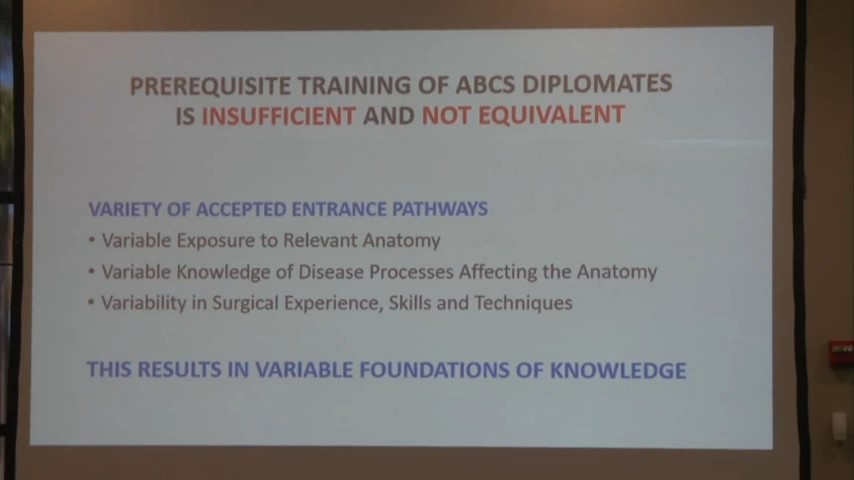 PREREQUISITE TRAINING OF ABCS DIPLOMATES
IS INSUFFICIENT AND NOT EQUIVALENT
VARIETY OF ACCEPTED ENTRANCE PATHWAYS
• Variable Exposure to Relevant Anatomy
• Variable Knowledge of Disease Processes Affecting the Anatomy
• Variability in Surgical Experience, Skills and Techniques
THIS RESULTS IN VARIABLE FOUNDATIONS OF KNOWLEDGE